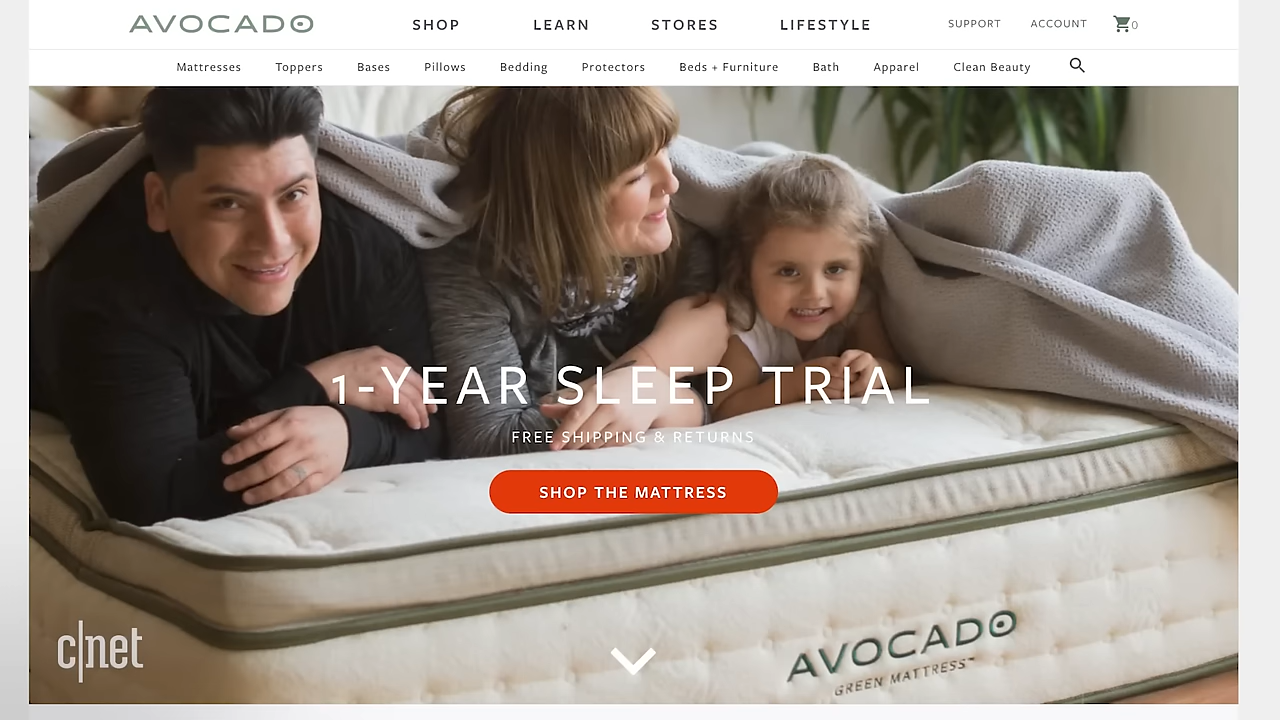 AVOCADO
SHOP LEARN STORES LIFESTYLE
SUPPORT ACCOUNT 0
Mattresses Toppers Bases Pillows Bedding Protectors Beds + Furniture Bath Apparel Clean Beauty
1-YEAR SLEEP TRIAL
FREE SHIPPING & RETURNS
SHOP THE MATTRESS
c|net
AVOCADO
GREEN MATTRESS™